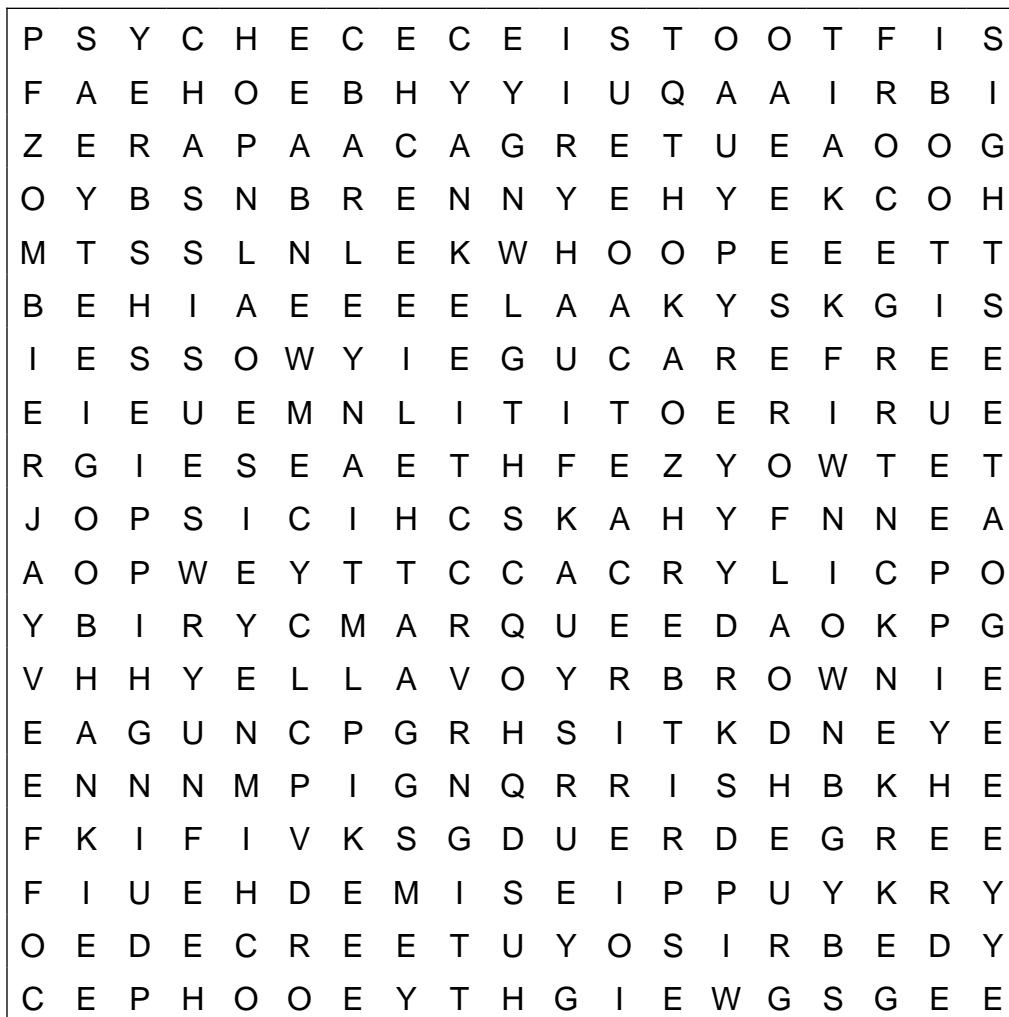 P S Y C H E C E C E I S T O O T F I S
F A E H O E B H Y Y I U Q A A I R B I
Z E R A P A A C A G R E T U E A O O G
O Y B S N B R E N N Y E H Y E K C O H
M T S S L N L E K W H O O P E E E T T
B E H I A E E E E L A A K Y S K G I S
I E S S O W Y I E G U C A R E F R E E
E I E U E M N L I T I T O E R I R U E
R G I E S E A E T H F E Z Y O W T E T
J O P S I C I H C S K A H Y F N N E A
A O P W E Y T T C C A C R Y L I C P O
Y B I R Y C M A R Q U E E D A O K P G
V H H Y E L L A V O Y R B R O W N I E
E A G U N C P G R H S I T K D N E Y E
E N N N M P I G N Q R R I S H B K H E
F K I F I V K S G D U E R D E G R E E
F I U E H D E M I S E I P P U Y K R Y
O E D E C R E E T U Y O S I R B E D Y
C E P H O O E Y T H G I E W G S G E E